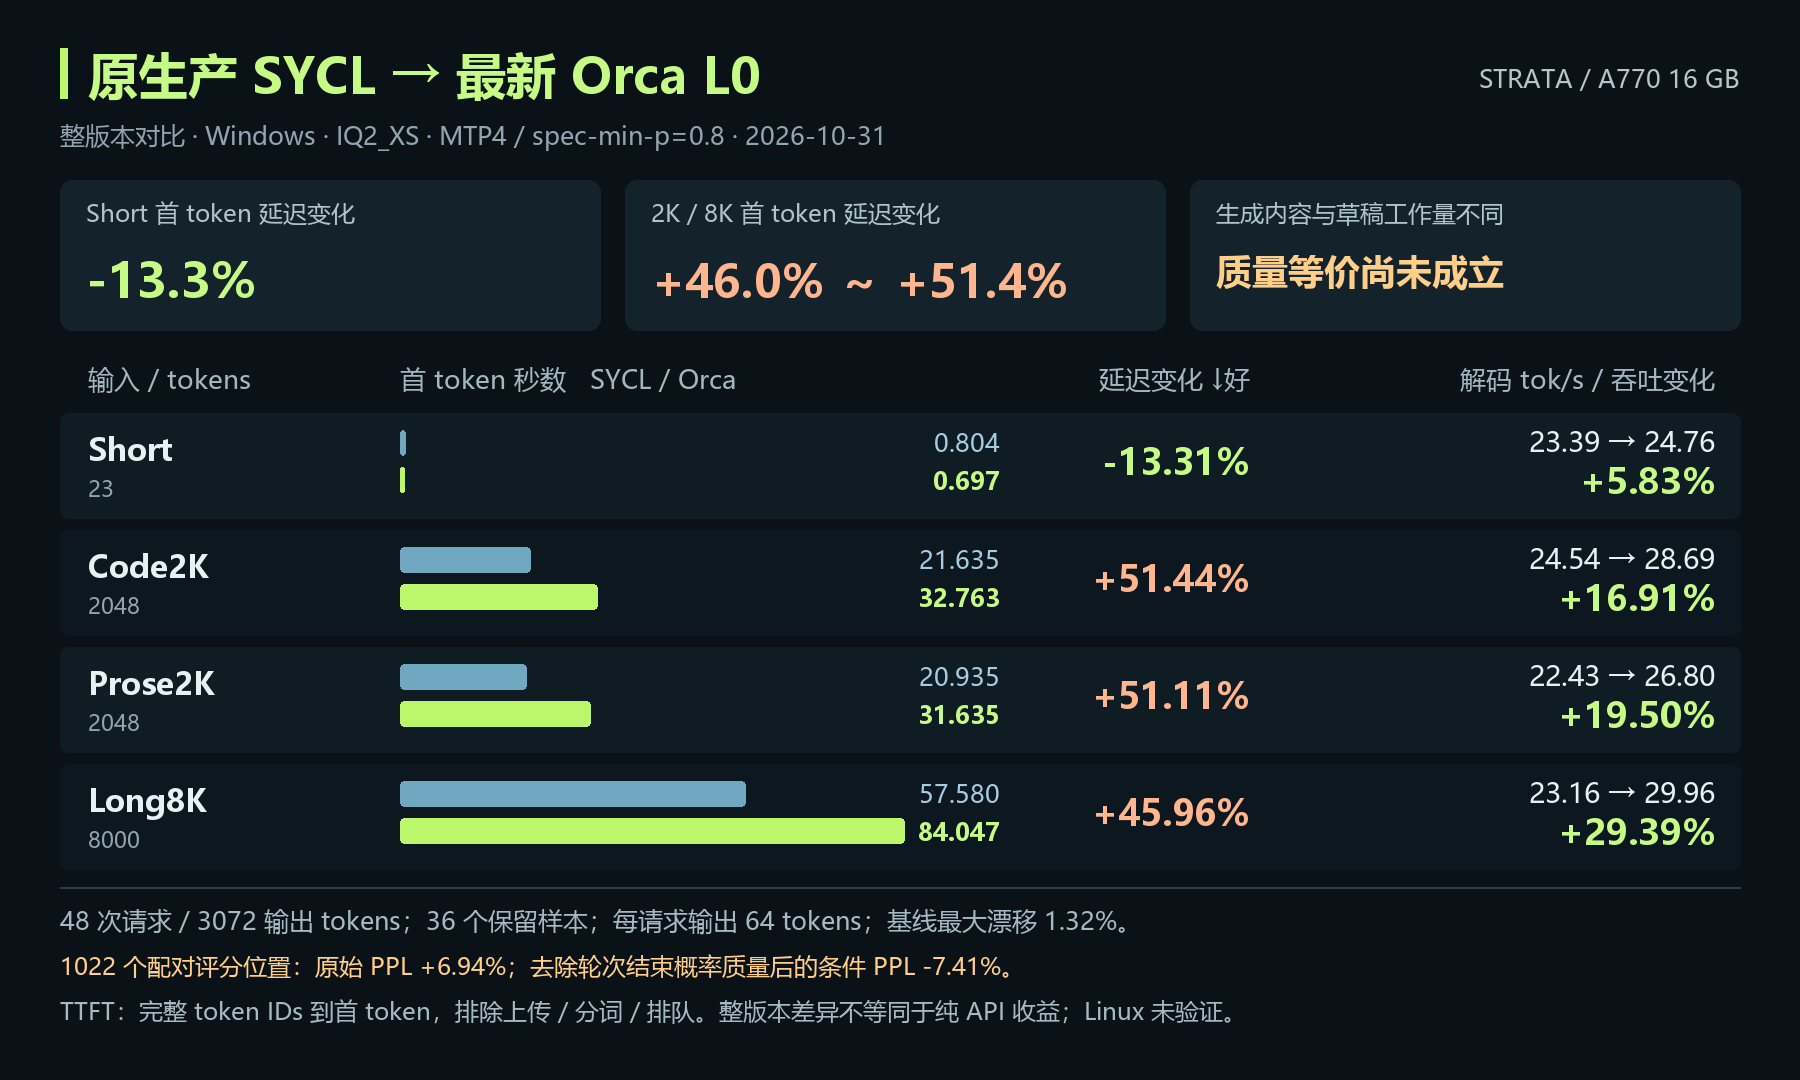 原生产 SYCL → 最新 Orca L0
STRATA / A770 16 GB
整版本对比 · Windows · IQ2_XS · MTP4 / spec-min-p=0.8 · 2026-10-31
Short 首 token 延迟变化
-13.3%
2K / 8K 首 token 延迟变化
+46.0% ~ +51.4%
生成内容与草稿工作量不同
质量等价尚未成立
输入 / tokens 首 token 秒数 SYCL / Orca 延迟变化 ↓好 解码 tok/s / 吞吐变化
Short
23
0.804
0.697
-13.31%
23.39 → 24.76
+5.83%
Code2K
2048
21.635
32.763
+51.44%
24.54 → 28.69
+16.91%
Prose2K
2048
20.935
31.635
+51.11%
22.43 → 26.80
+19.50%
Long8K
8000
57.580
84.047
+45.96%
23.16 → 29.96
+29.39%
48 次请求 / 3072 输出 tokens；36 个保留样本；每请求输出 64 tokens；基线最大漂移 1.32%。
1022 个配对评分位置：原始 PPL +6.94%；去除轮次结束概率质量后的条件 PPL -7.41%。
TTFT：完整 token IDs 到首 token，排除上传 / 分词 / 排队。整版本差异不等同于纯 API 收益；Linux 未验证。